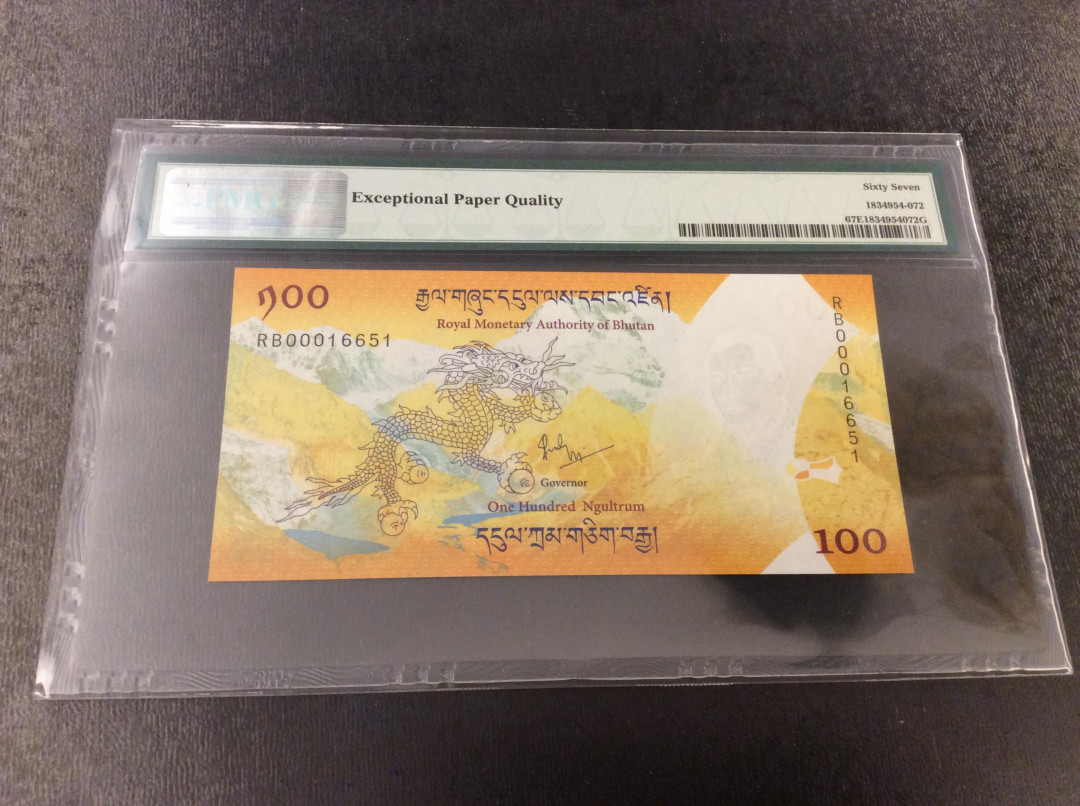 PMG
Exceptional Paper Quality
Sixty Seven
1834954-072
67E1834954072G
༡༠༠
རྒྱལ་གཞུང་དངུལ་ལས་དབང་འཛིན།
Royal Monetary Authority of Bhutan
RB00016651
RB00016651
Governor
One Hundred Ngultrum
དངུལ་ཀྲམ་གཅིག་བརྒྱ།
100